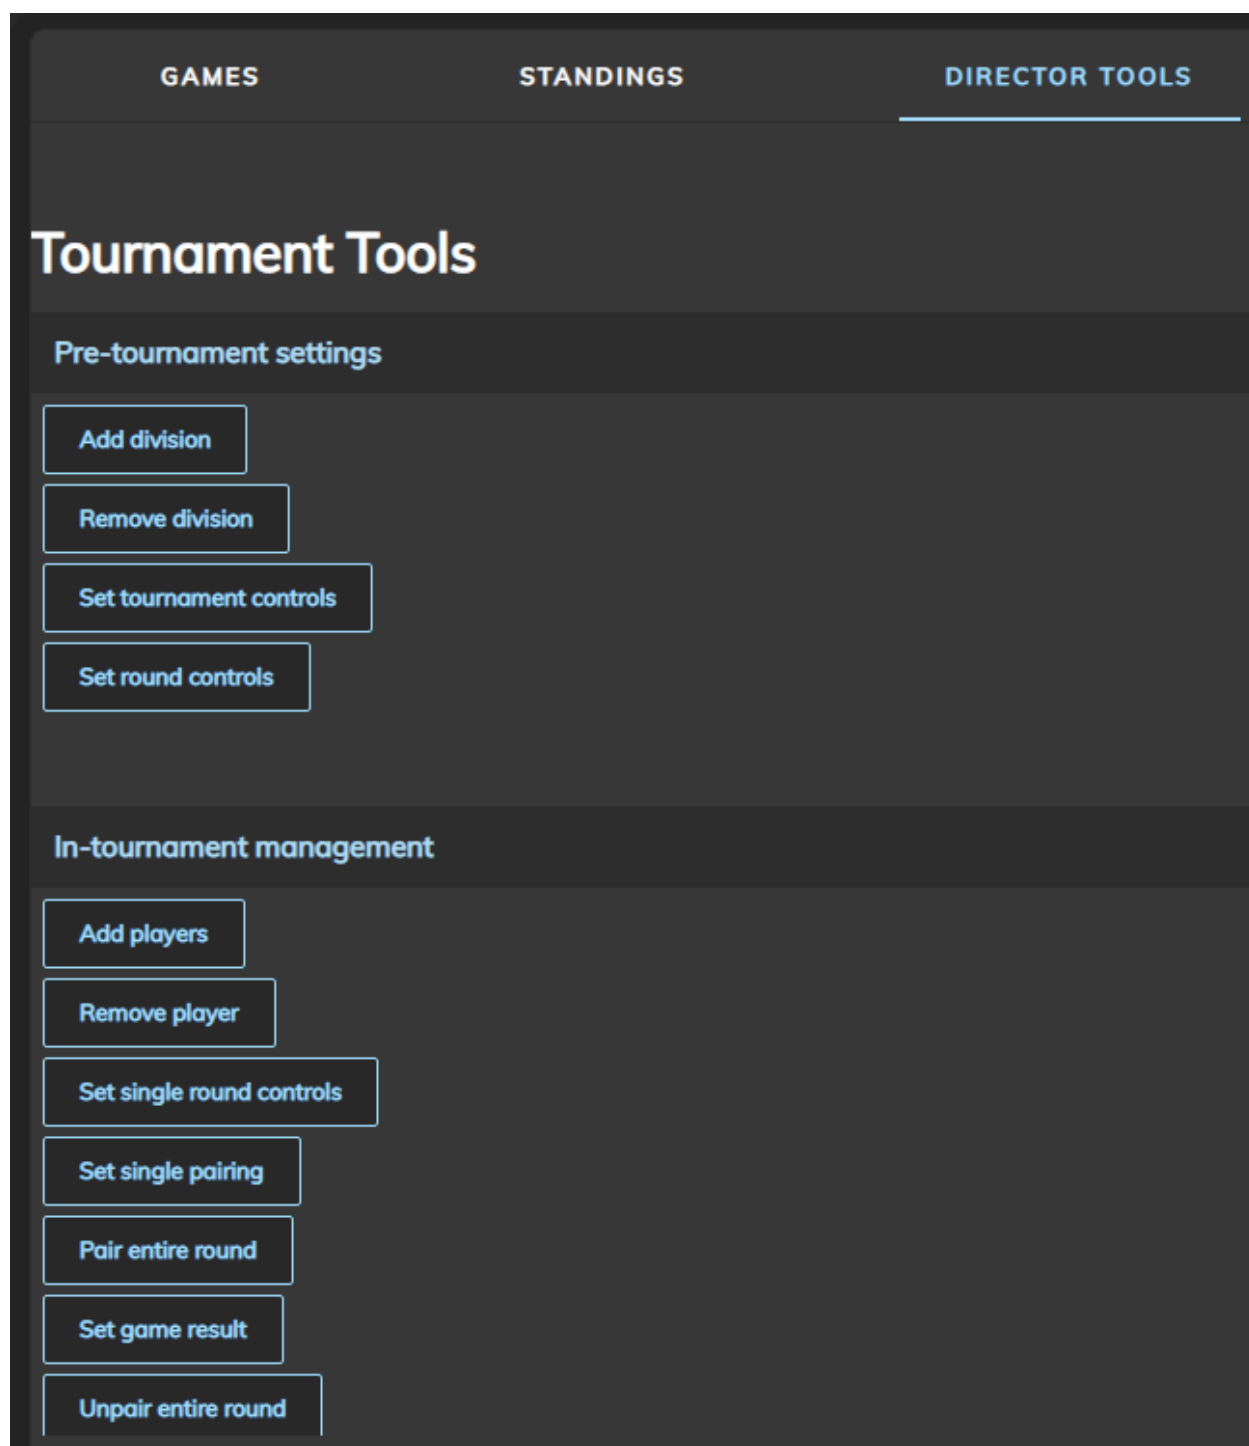 GAMES STANDINGS DIRECTOR TOOLS
Tournament Tools
Pre-tournament settings
Add division
Remove division
Set tournament controls
Set round controls
In-tournament management
Add players
Remove player
Set single round controls
Set single pairing
Pair entire round
Set game result
Unpair entire round